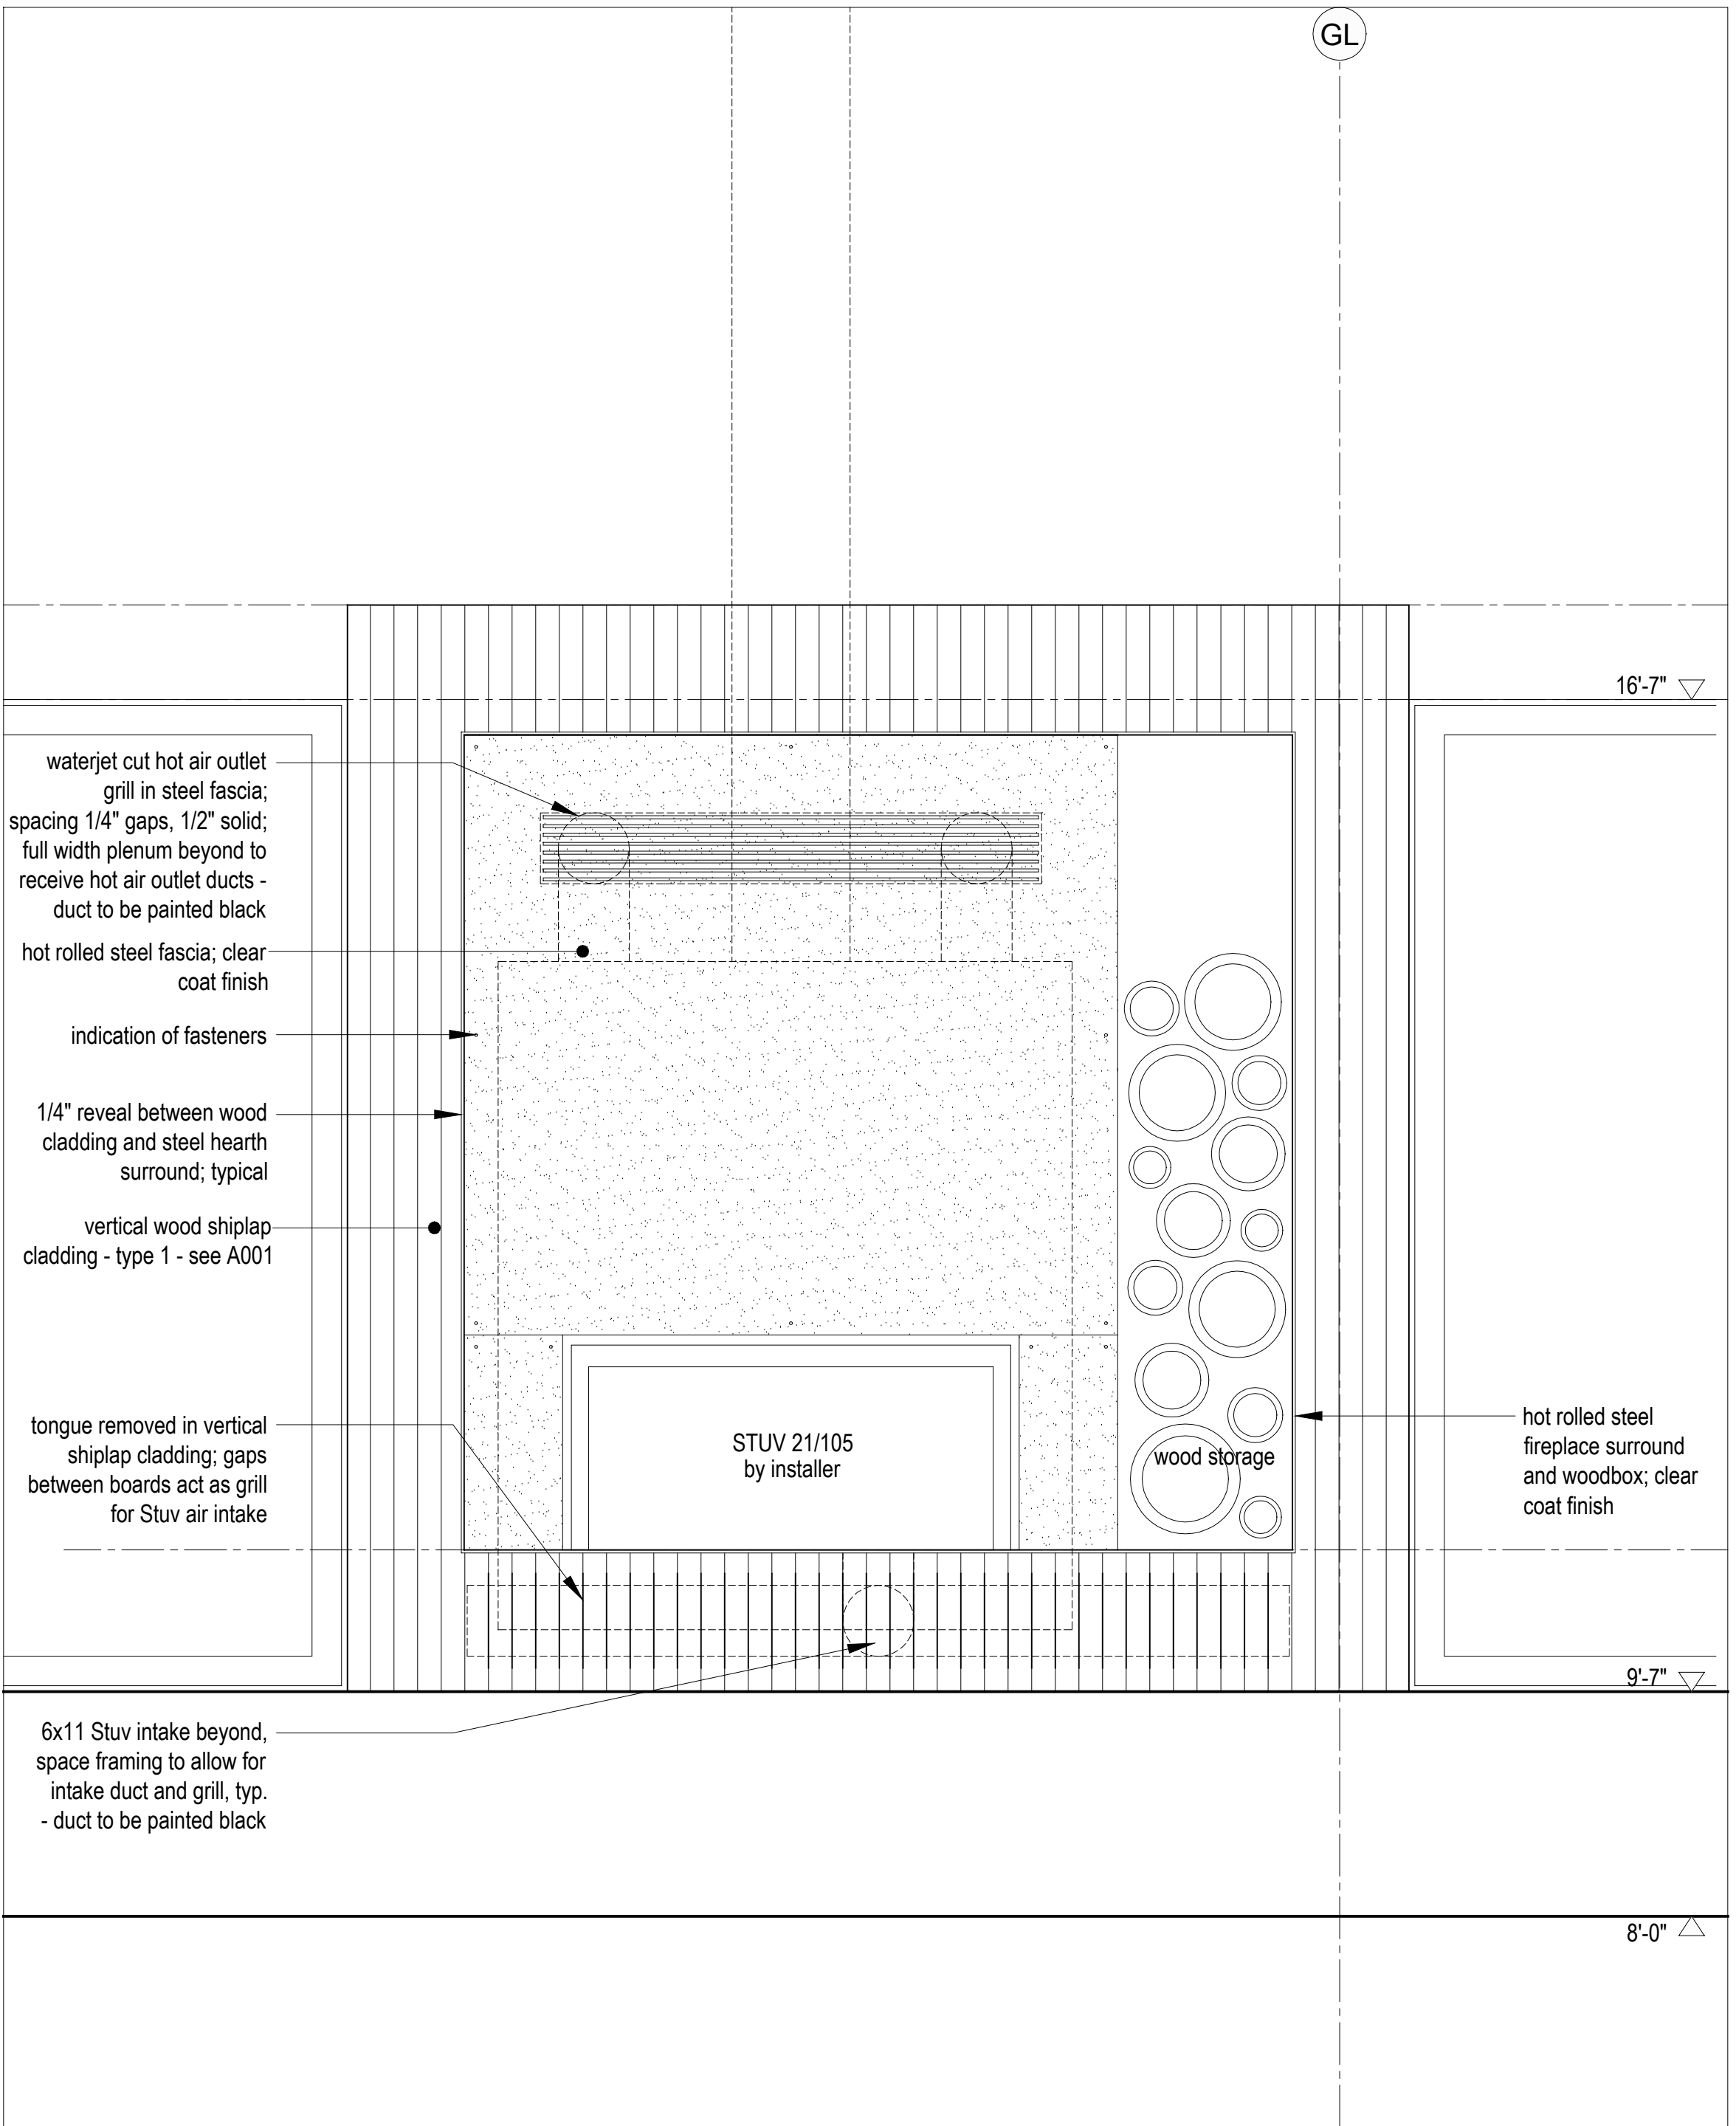 GL
16'-7"
waterjet cut hot air outlet
grill in steel fascia;
spacing 1/4" gaps, 1/2" solid;
full width plenum beyond to
receive hot air outlet ducts -
duct to be painted black
hot rolled steel fascia; clear
coat finish
indication of fasteners
1/4" reveal between wood
cladding and steel hearth
surround; typical
vertical wood shiplap
cladding - type 1 - see A001
tongue removed in vertical
shiplap cladding; gaps
between boards act as grill
for Stuv air intake
STUV 21/105
by installer
wood storage
hot rolled steel
fireplace surround
and woodbox; clear
coat finish
9'-7"
6x11 Stuv intake beyond,
space framing to allow for
intake duct and grill, typ.
- duct to be painted black
8'-0"